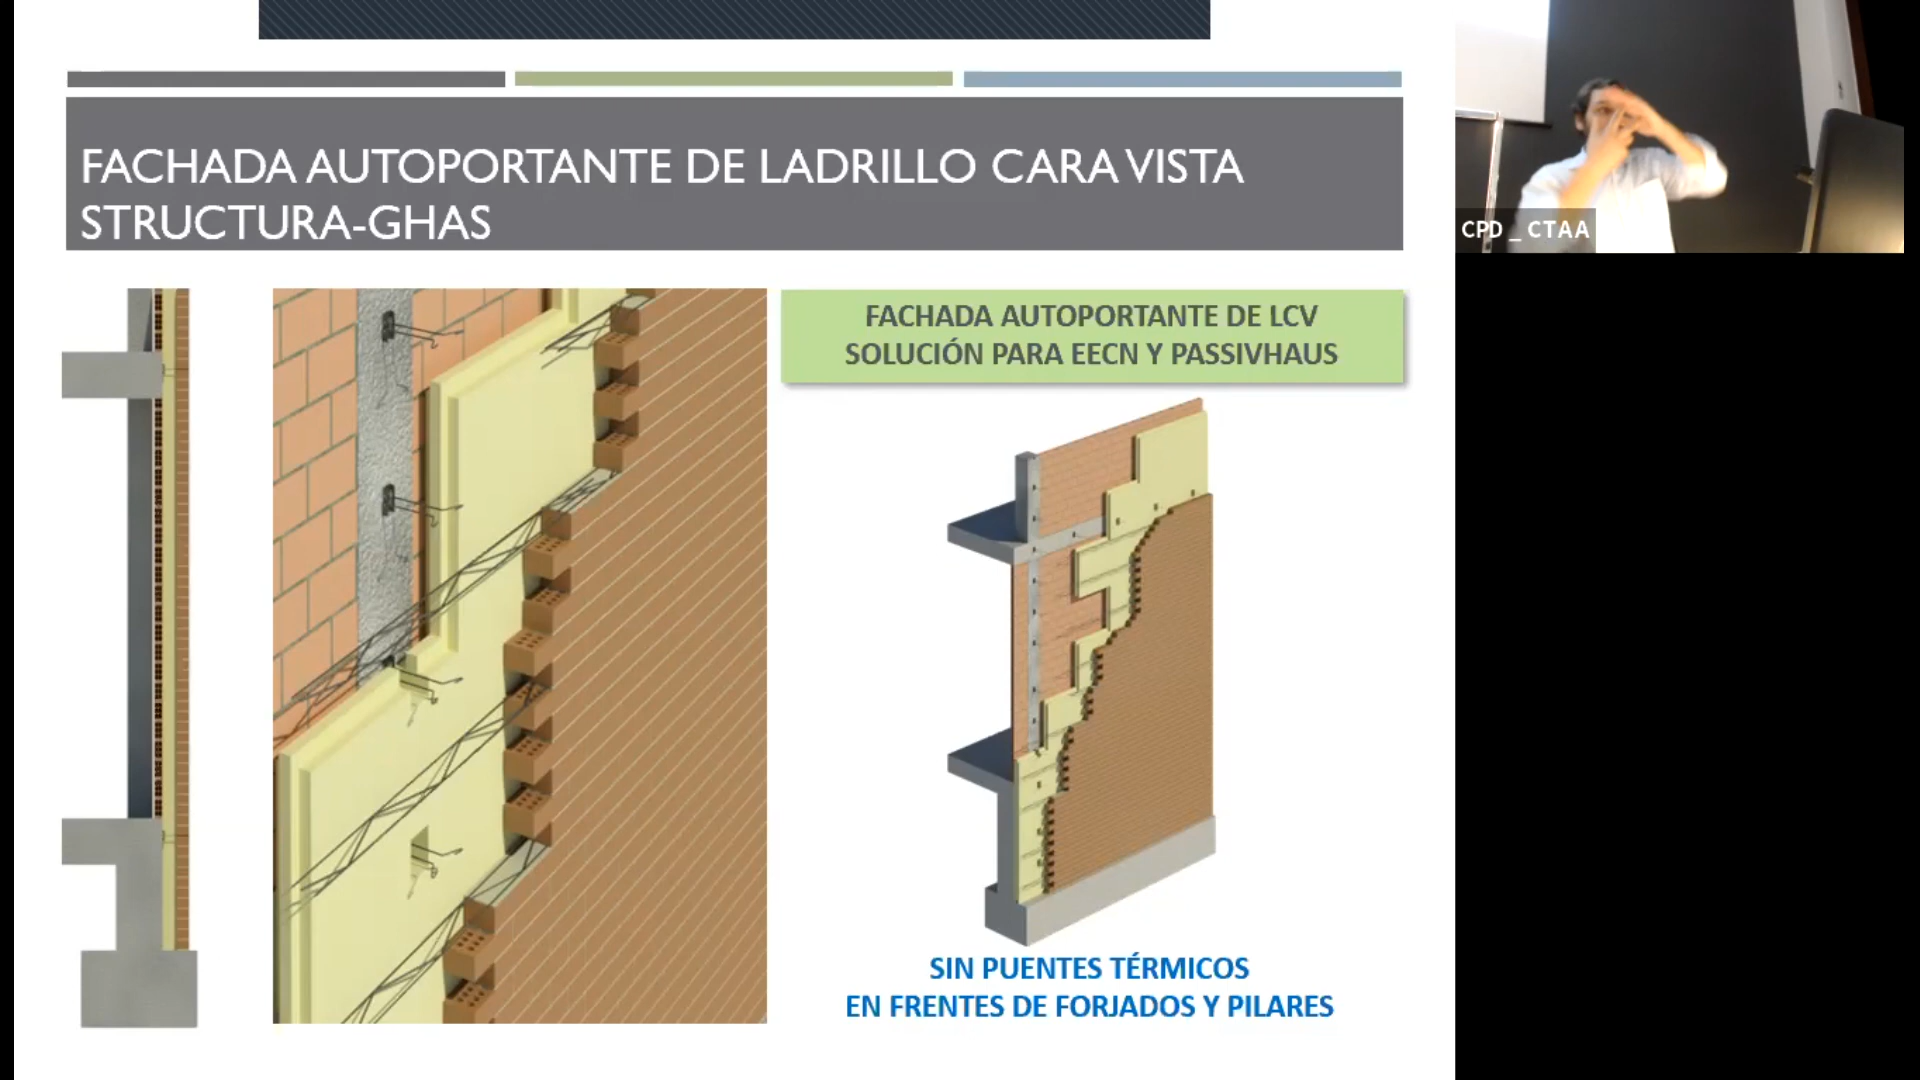 FACHADA AUTOPORTANTE DE LADRILLO CARA VISTA
STRUCTURA-GHAS
FACHADA AUTOPORTANTE DE LCV
SOLUCIÓN PARA EECN Y PASSIVHAUS
SIN PUENTES TÉRMICOS
EN FRENTES DE FORJADOS Y PILARES
CPD _ CTAA